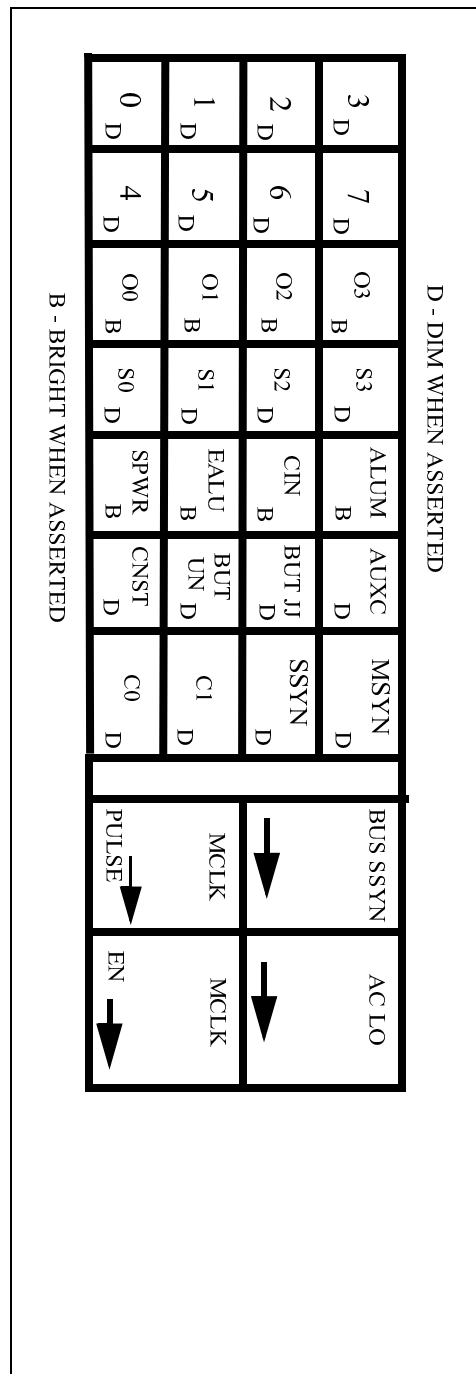 D - DIM WHEN ASSERTED
3 7 O3 S3 ALUM AUXC MSYN BUS SSYN AC LO
D D B D B D D
2 6 O2 S2 CIN BUT JJ SSYN
D D B D B D D
1 5 O1 S1 EALU BUT C1 MCLK MCLK
UN
D D B D B D D
0 4 O0 S0 SPWR CNST C0 PULSE EN
D D B D B D D
B - BRIGHT WHEN ASSERTED